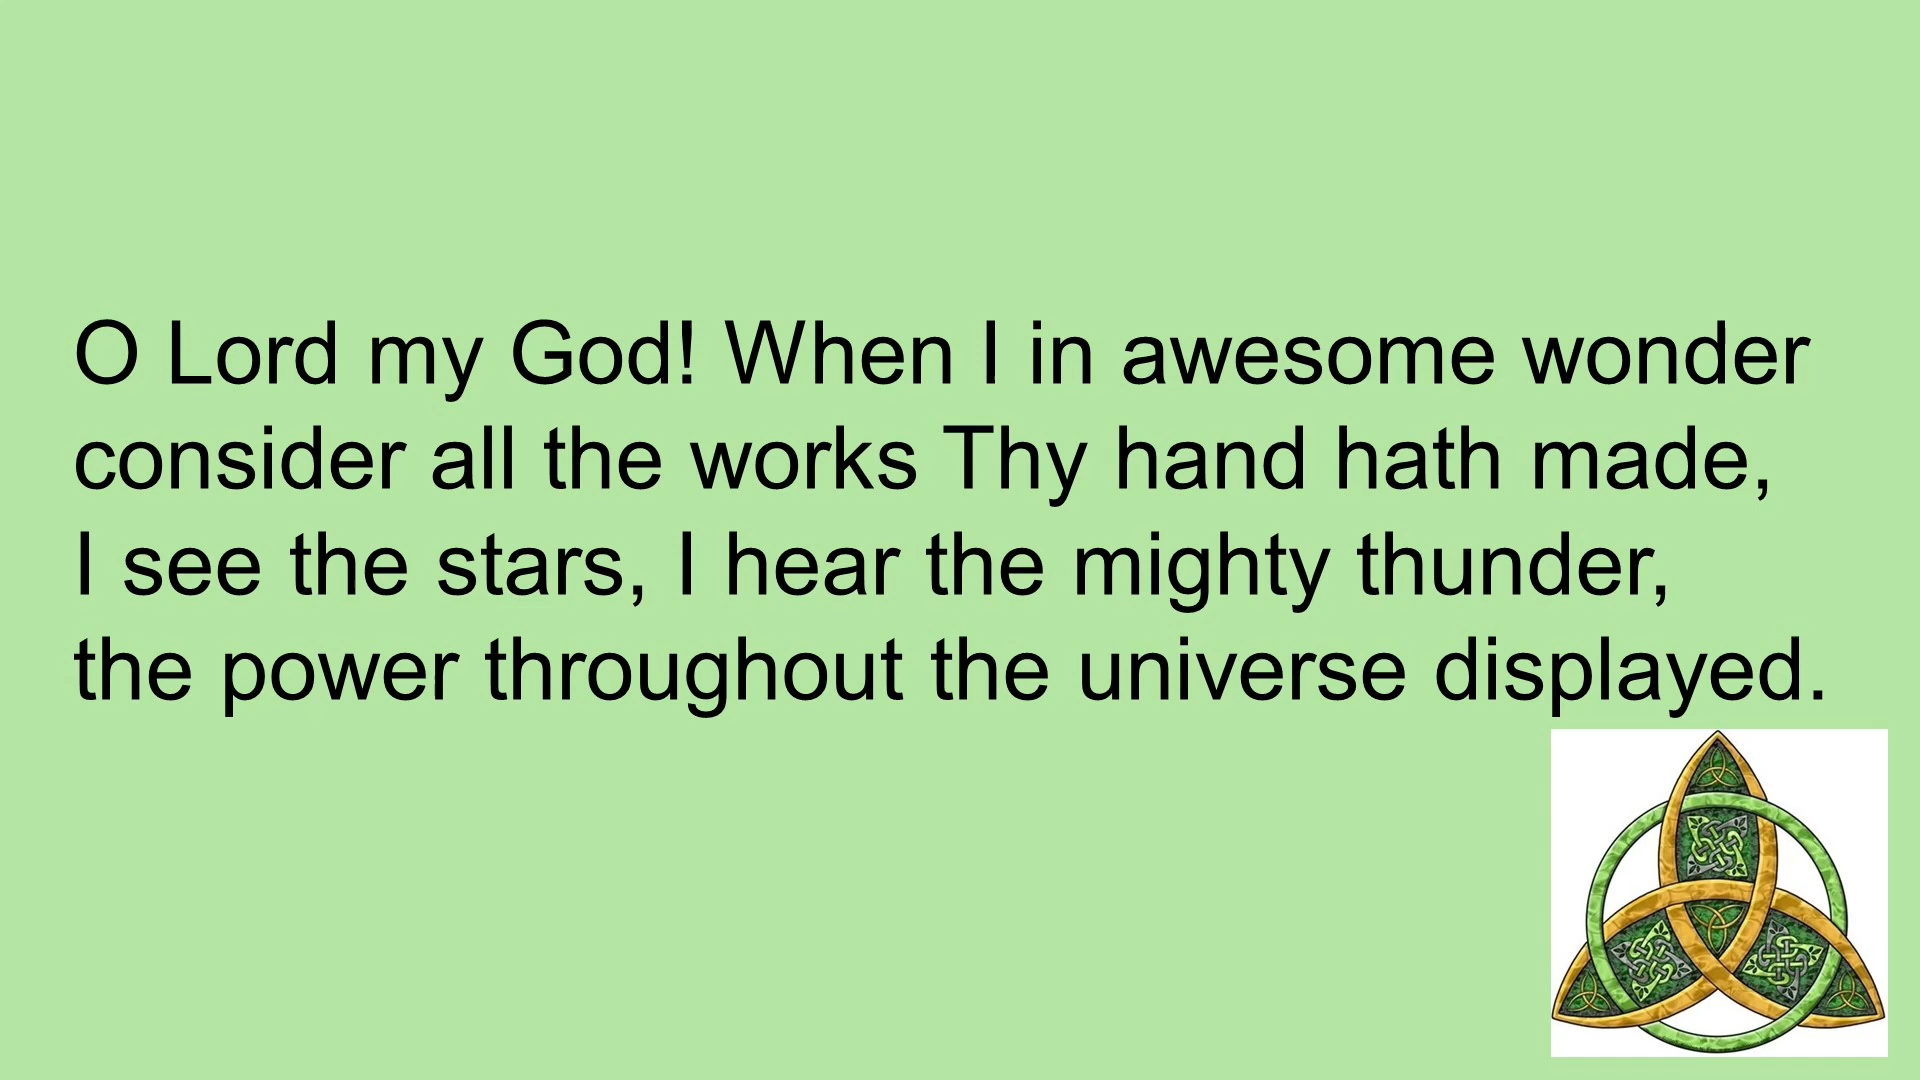 O Lord my God! When I in awesome wonder
consider all the works Thy hand hath made,
I see the stars, I hear the mighty thunder,
the power throughout the universe displayed.